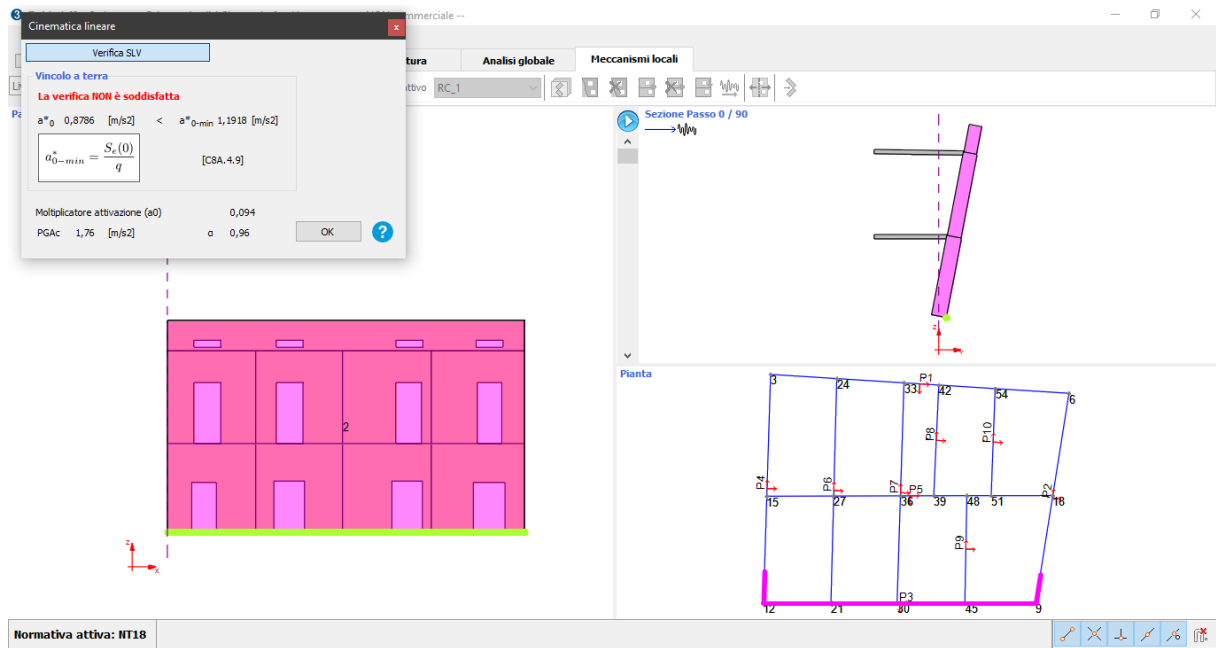 Cinematica lineare
mmerciale --
Verifica SLV
tura
Analisi globale
Meccanismi locali
Vincolo a terra
La verifica NON è soddisfatta
ttivo RC_1
a*0 0,8786 [m/s2] < a*0-min 1,1918 [m/s2]
a*0-min = Se(0) / q
[C8A.4.9]
Moltiplicatore attivazione (a0) 0,094
PGAc 1,76 [m/s2] α 0,96
OK
?
Sezione Passo 0 / 90
z
2
z
x
Pianta
3 24 33 P1 42 54 6
P8 P10
P4 P6 P7 P5 P2
15 27 36 39 48 51 18
P9
P3
12 21 30 45 9
Normativa attiva: NT18